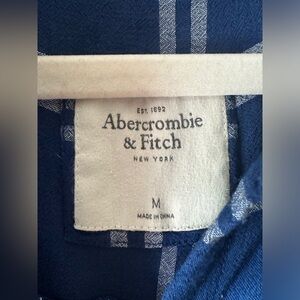 EST. 1892
Abercrombie
& Fitch
NEW YORK
M
MADE IN CHINA